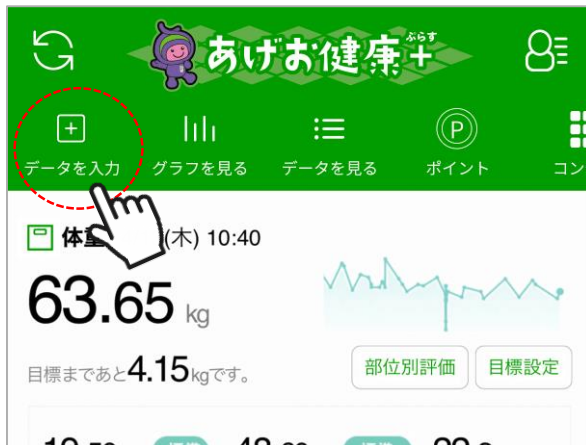 あげお健康+
ぷらす
データを入力 グラフを見る データを見る ポイント コン
体重 (木) 10:40
63.65 kg
目標まであと4.15kgです。
部位別評価 目標設定